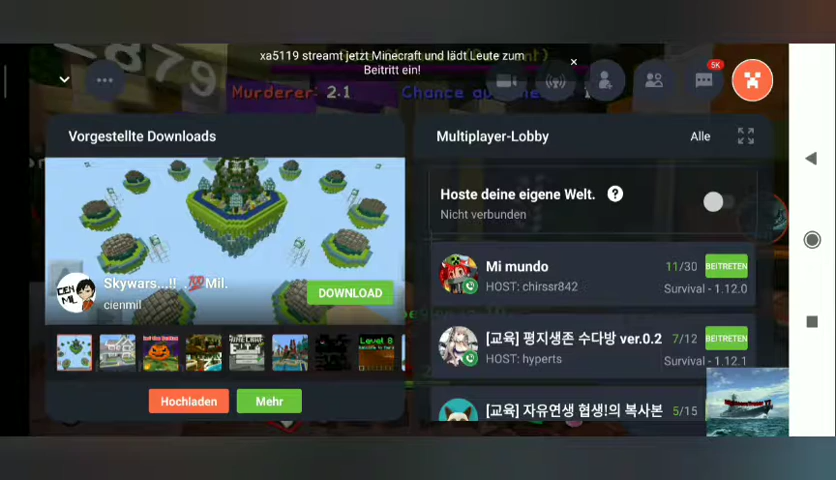 xa5119 streamt jetzt Minecraft und lädt Leute zum
Beitritt ein!
5K
Murderer: 2.1
Vorgestellte Downloads
Multiplayer-Lobby
Alle
Hoste deine eigene Welt. ?
Nicht verbunden
Skywars...!! .💯Mil.
cienmil
DOWNLOAD
Mi mundo
HOST: chirssr842
11/30
BEITRETEN
Survival - 1.12.0
[교육] 평지생존 수다방 ver.0.2
HOST: hyperts
7/12
BEITRETEN
Survival - 1.12.1
[교육] 자유연생 협생!의 복사본
5/15
Level 8
Hochladen
Mehr